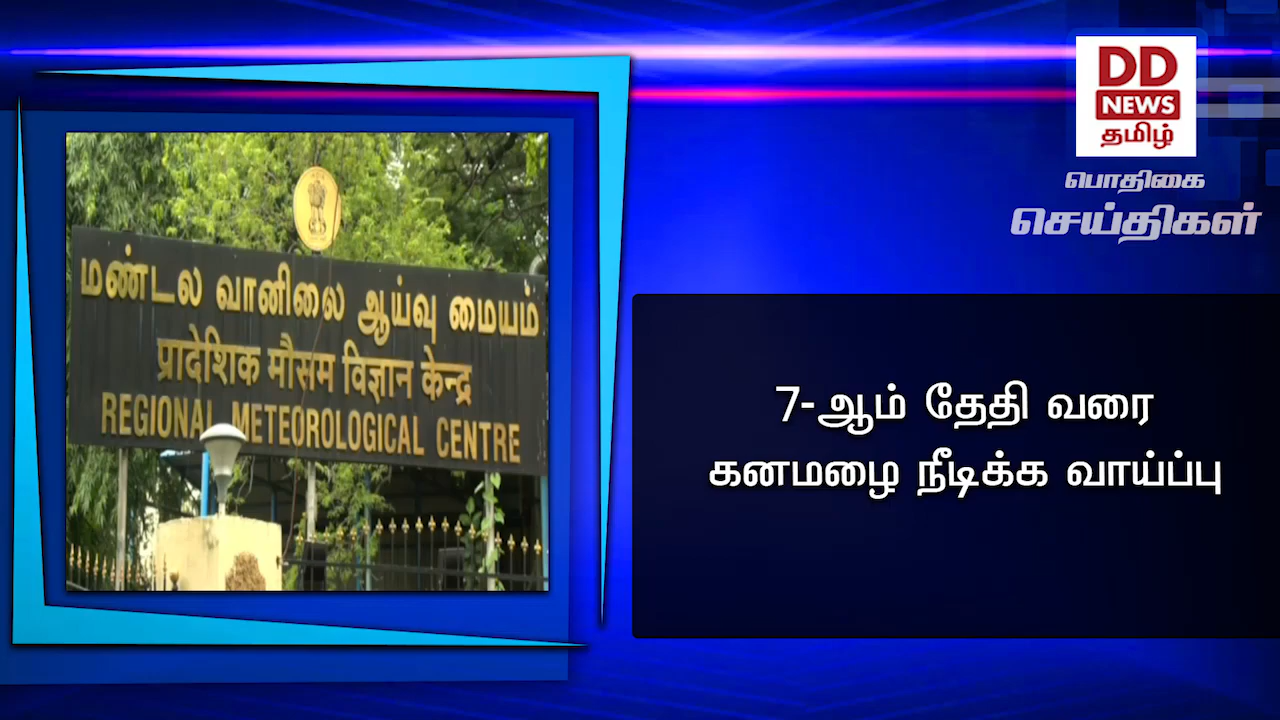 DD
NEWS
தமிழ்
பொதிகை
செய்திகள்
மண்டல வானிலை ஆய்வு மையம்
प्रादेशिक मौसम विज्ञान केन्द्र
REGIONAL METEOROLOGICAL CENTRE
7-ஆம் தேதி வரை
கனமழை நீடிக்க வாய்ப்பு